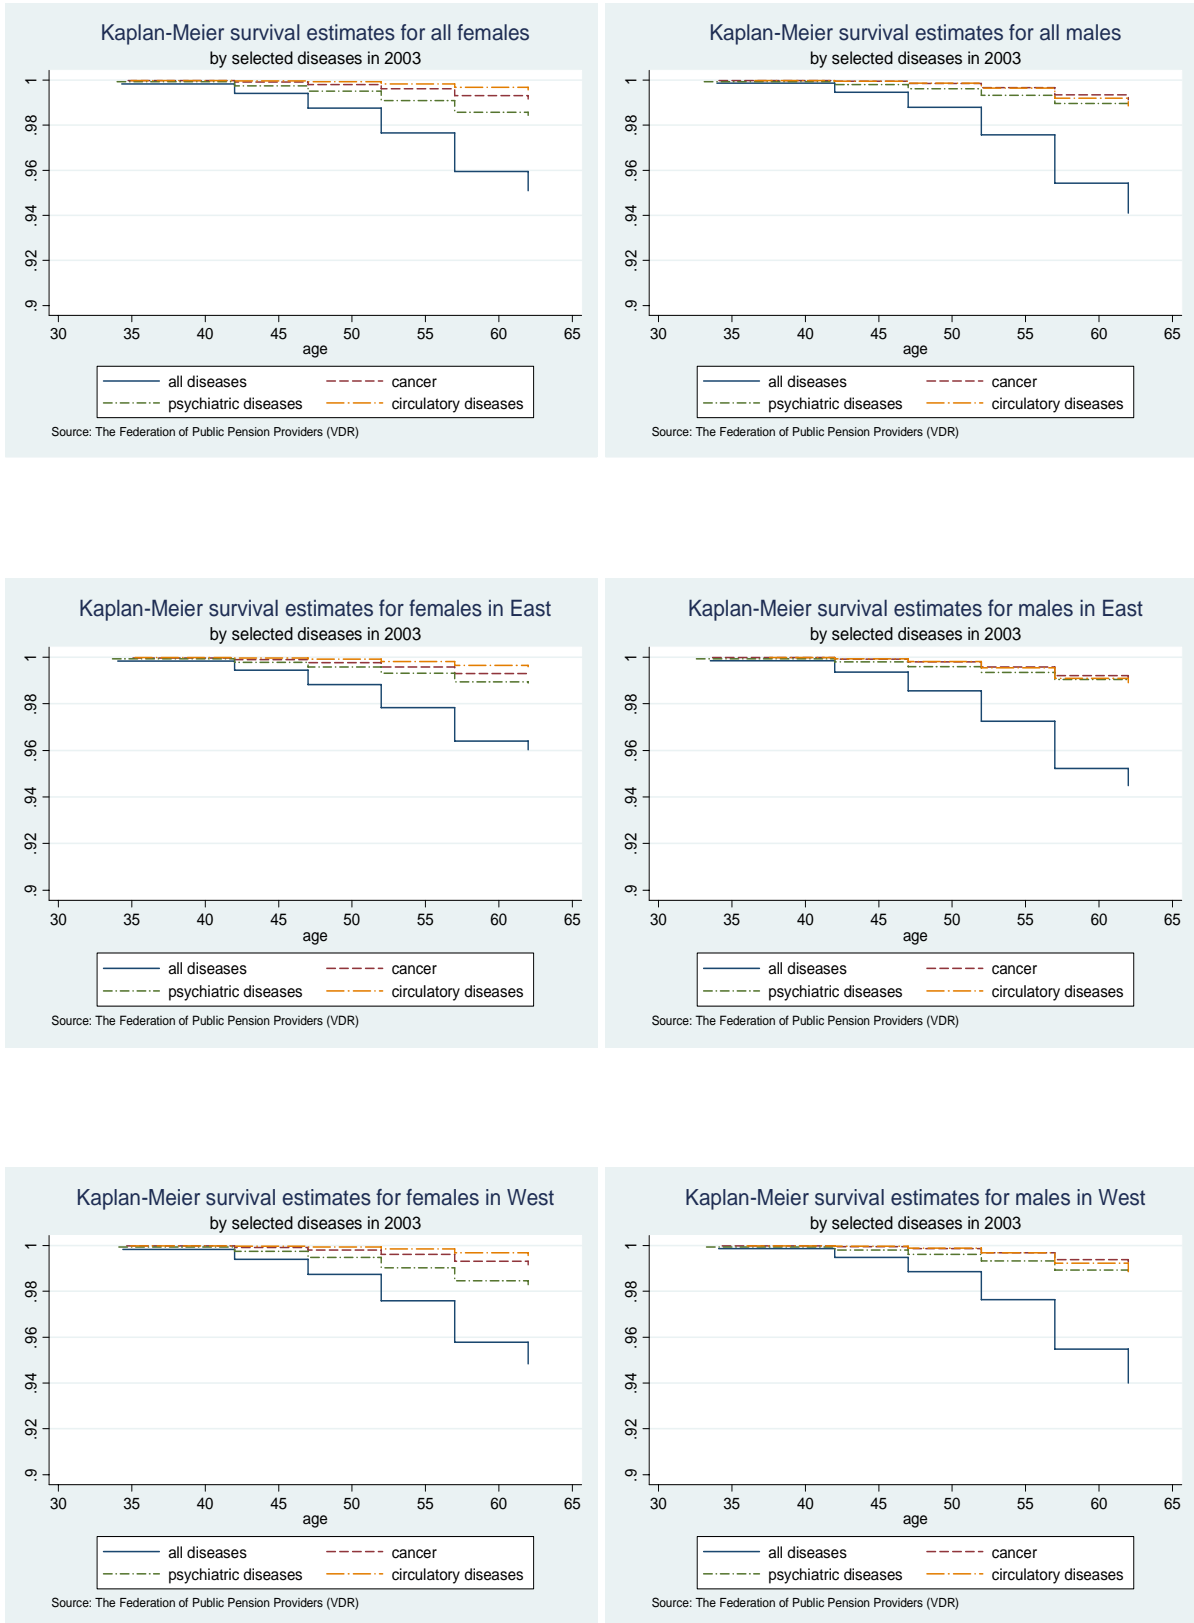 Kaplan-Meier survival estimates for all females
by selected diseases in 2003
1
.98
.96
.94
.92
.9
30 35 40 45 50 55 60 65
age
all diseases cancer
psychiatric diseases circulatory diseases
Source: The Federation of Public Pension Providers (VDR)
Kaplan-Meier survival estimates for all males
by selected diseases in 2003
1
.98
.96
.94
.92
.9
30 35 40 45 50 55 60 65
age
all diseases cancer
psychiatric diseases circulatory diseases
Source: The Federation of Public Pension Providers (VDR)
Kaplan-Meier survival estimates for females in East
by selected diseases in 2003
1
.98
.96
.94
.92
.9
30 35 40 45 50 55 60 65
age
all diseases cancer
psychiatric diseases circulatory diseases
Source: The Federation of Public Pension Providers (VDR)
Kaplan-Meier survival estimates for males in East
by selected diseases in 2003
1
.98
.96
.94
.92
.9
30 35 40 45 50 55 60 65
age
all diseases cancer
psychiatric diseases circulatory diseases
Source: The Federation of Public Pension Providers (VDR)
Kaplan-Meier survival estimates for females in West
by selected diseases in 2003
1
.98
.96
.94
.92
.9
30 35 40 45 50 55 60 65
age
all diseases cancer
psychiatric diseases circulatory diseases
Source: The Federation of Public Pension Providers (VDR)
Kaplan-Meier survival estimates for males in West
by selected diseases in 2003
1
.98
.96
.94
.92
.9
30 35 40 45 50 55 60 65
age
all diseases cancer
psychiatric diseases circulatory diseases
Source: The Federation of Public Pension Providers (VDR)